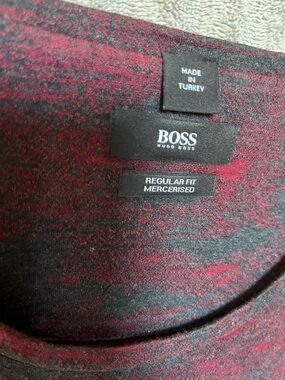 MADE
IN
TURKEY
BOSS
HUGO BOSS
REGULAR FIT
MERCERISED